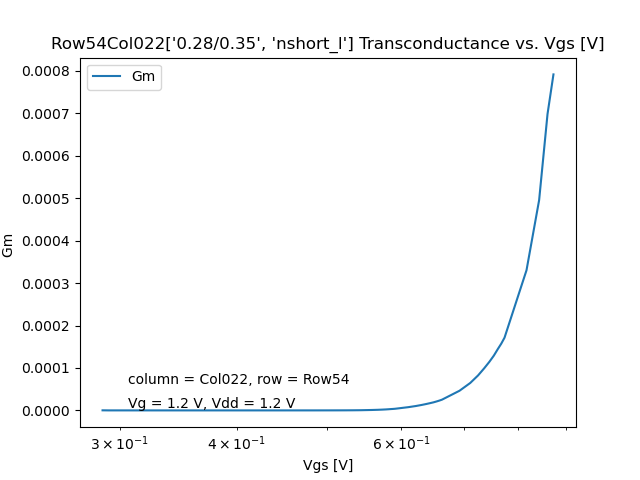 Row54Col022['0.28/0.35', 'nshort_l'] Transconductance vs. Vgs [V]
Gm
0.0008
0.0007
0.0006
0.0005
0.0004
0.0003
0.0002
0.0001
0.0000
Gm
column = Col022, row = Row54
Vg = 1.2 V, Vdd = 1.2 V
3 × 10⁻¹
4 × 10⁻¹
6 × 10⁻¹
Vgs [V]